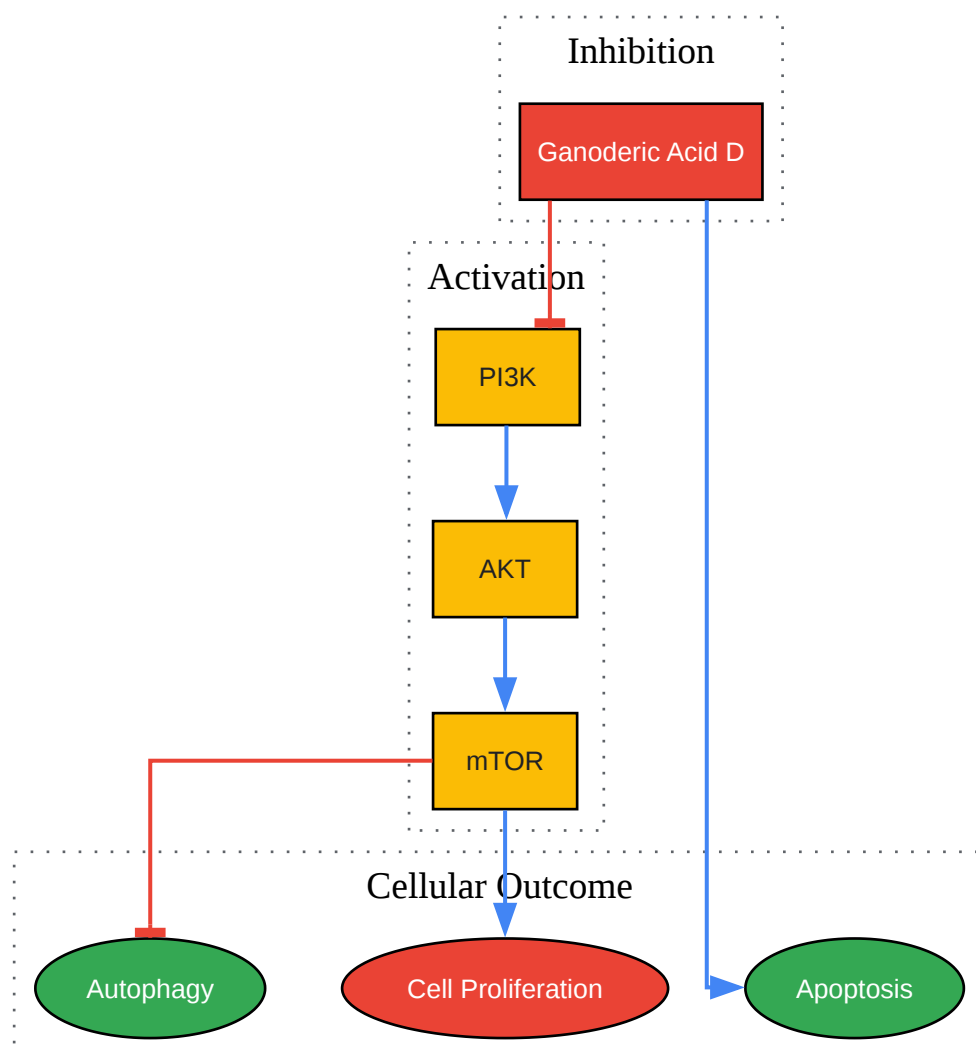 Inhibition
Ganoderic Acid D
Activation
PI3K
AKT
mTOR
Cellular Outcome
Autophagy
Cell Proliferation
Apoptosis